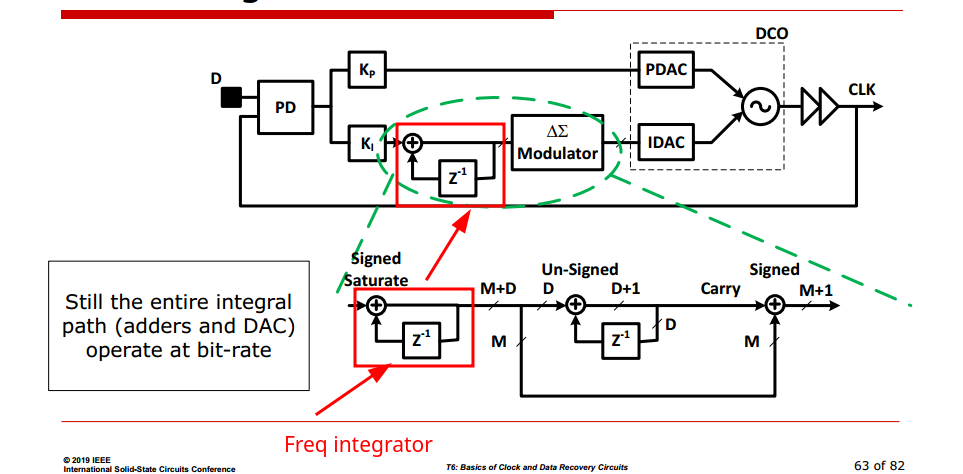 DCO
D
PD
K_P
PDAC
CLK
K_I
Z⁻¹
ΔΣ
Modulator
IDAC
Signed
Saturate
Un-Signed
Signed
M+D
D
D+1
Carry
M+1
Z⁻¹
M
Z⁻¹
D
M
Still the entire integral
path (adders and DAC)
operate at bit-rate
Freq integrator
© 2019 IEEE
International Solid-State Circuits Conference
T6: Basics of Clock and Data Recovery Circuits
63 of 82